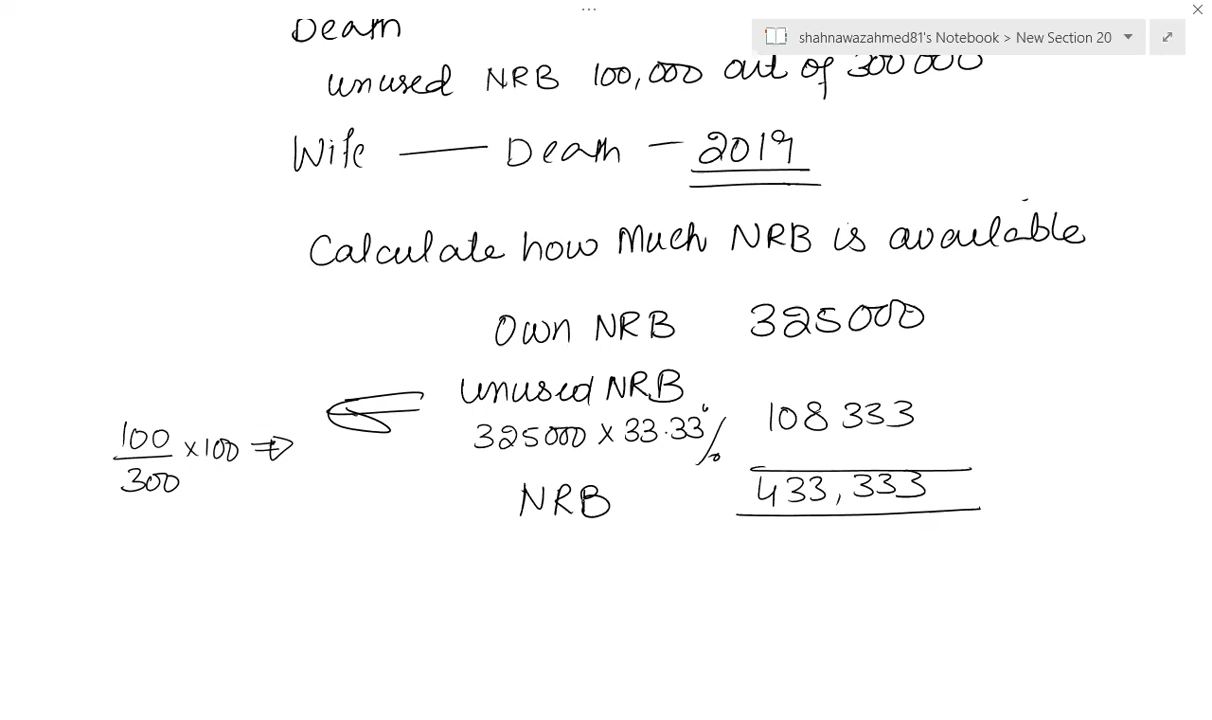 ...
shahnawazahmed81's Notebook > New Section 20
Death
unused NRB 100,000 out of 300 000
Wife — Death — 2019
Calculate how Much NRB is available
Own NRB 325000
unused NRB
325000 x 33.33% 108 333
100/300 x 100 ⇒
NRB 433,333